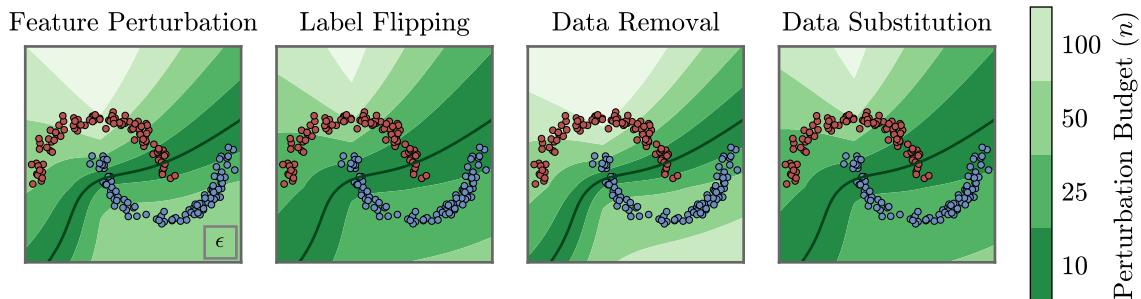 Feature Perturbation
Label Flipping
Data Removal
Data Substitution
ϵ
100
50
25
10
Perturbation Budget (n)